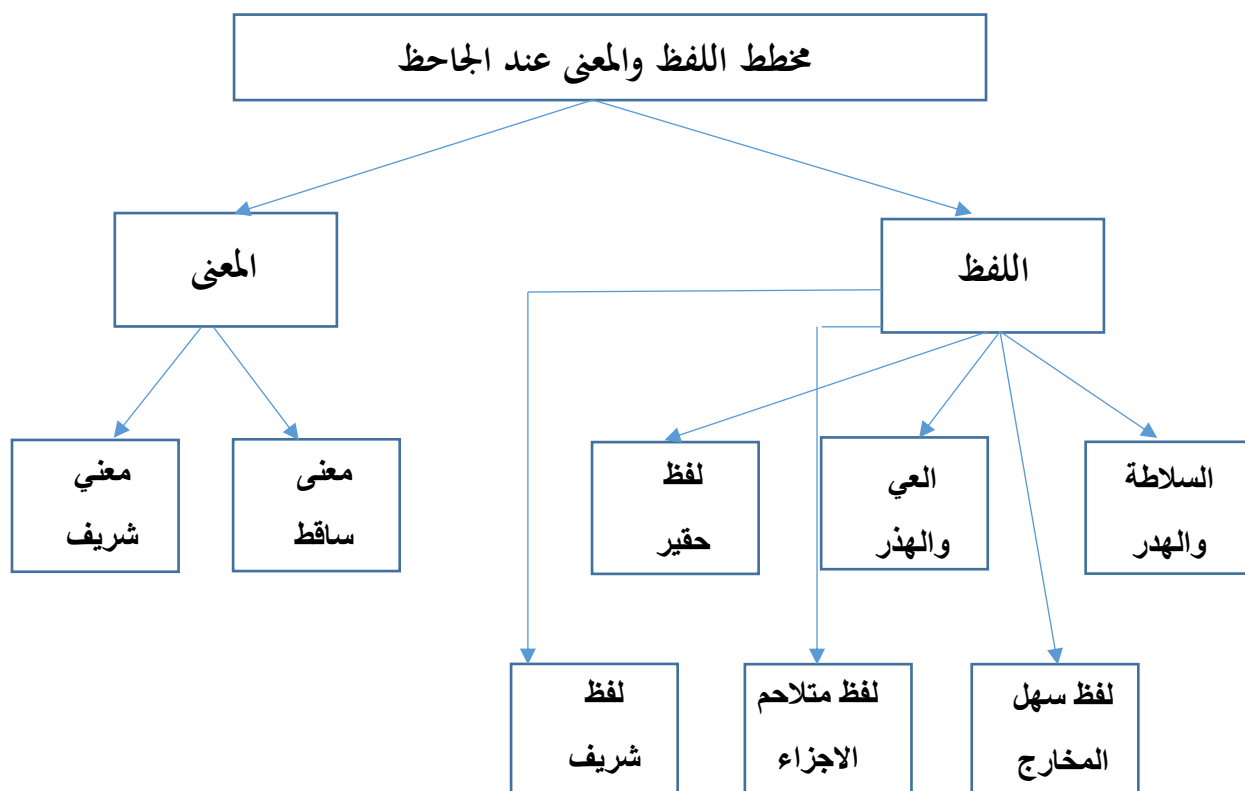 مخطط اللفظ والمعنى عند الجاحظ
اللفظ
المعنى
السلاطة
والهدر
العي
والهذر
لفظ
حقير
معنى
ساقط
معني
شريف
لفظ سهل
المخارج
لفظ متلاحم
الاجزاء
لفظ
شريف